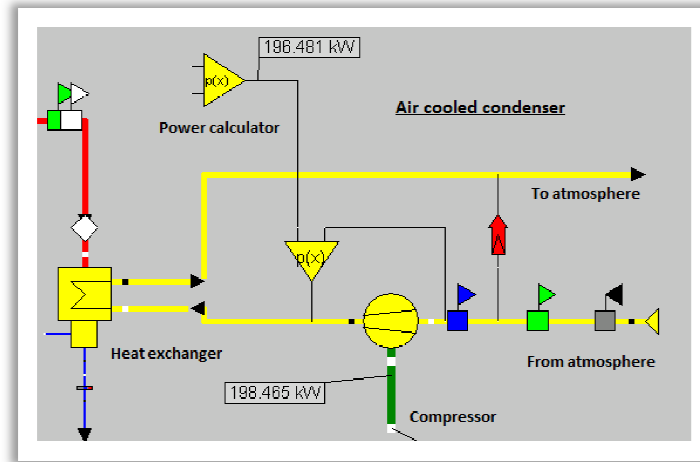 196.481 kW
p(x)
Power calculator
Air cooled condenser
To atmosphere
p(x)
Heat exchanger
From atmosphere
198.465 kW
Compressor